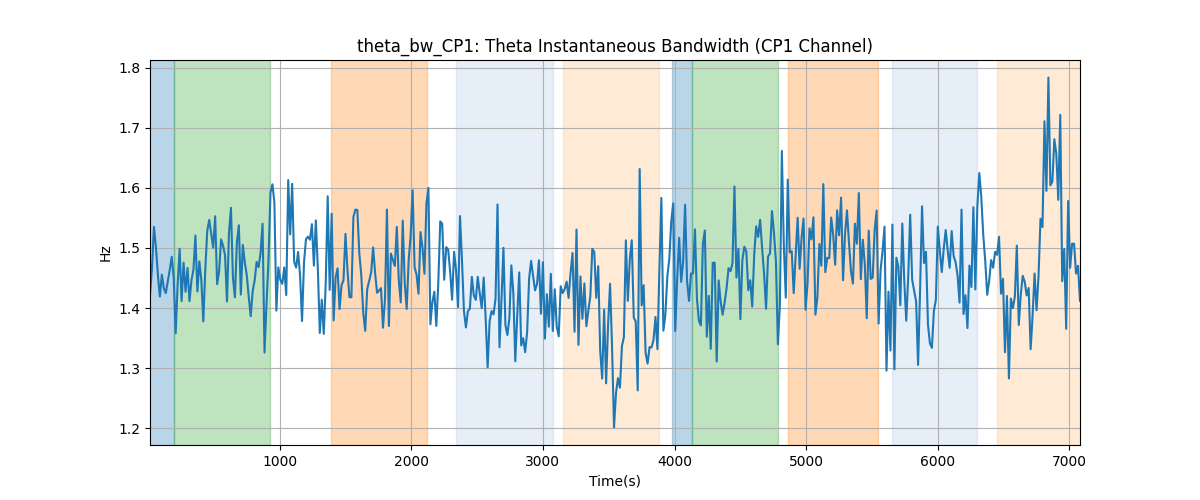 theta_bw_CP1: Theta Instantaneous Bandwidth (CP1 Channel)
1.8
1.7
1.6
1.5
1.4
1.3
1.2
Hz
1000 2000 3000 4000 5000 6000 7000
Time(s)